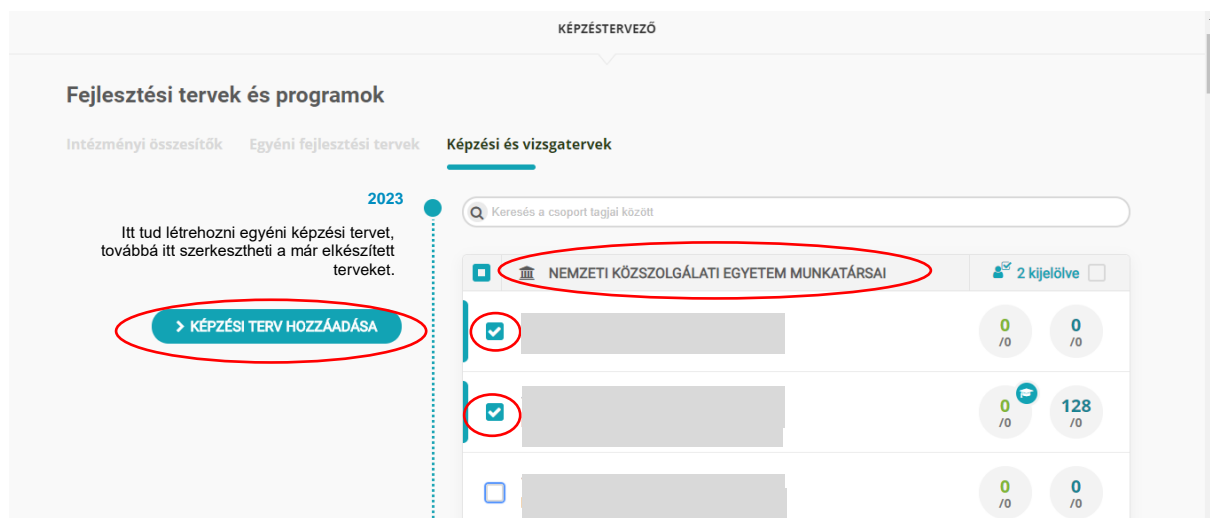 KÉPZÉSTERVEZŐ
Fejlesztési tervek és programok
Intézményi összesítők Egyéni fejlesztési tervek Képzési és vizsgatervek
2023
Itt tud létrehozni egyéni képzési tervet,
továbbá itt szerkesztheti a már elkészített
terveket.
KÉPZÉSI TERV HOZZÁADÁSA
Keresés a csoport tagjai között
NEMZETI KÖZSZOLGÁLATI EGYETEM MUNKATÁRSAI 2 kijelölve
0 0
/0 /0
0 128
/0 /0
0 0
/0 /0